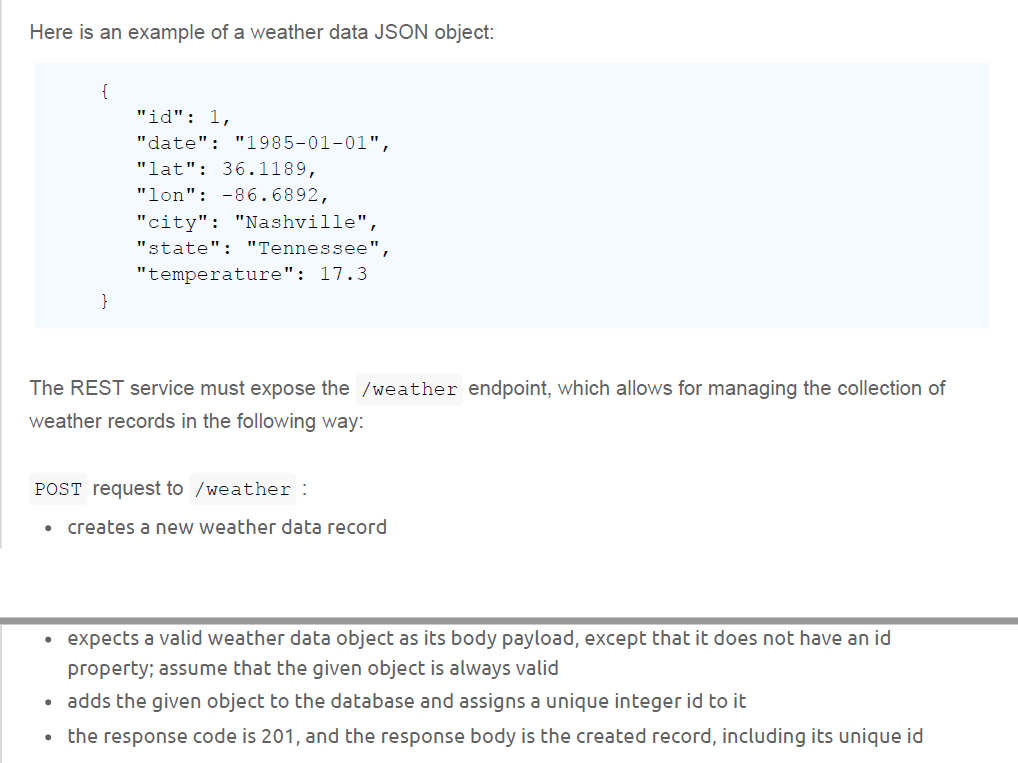 Here is an example of a weather data JSON object:
{
"id": 1,
"date": "1985-01-01",
"lat": 36.1189,
"lon": -86.6892,
"city": "Nashville",
"state": "Tennessee",
"temperature": 17.3
}
The REST service must expose the /weather endpoint, which allows for managing the collection of
weather records in the following way:
POST request to /weather :
• creates a new weather data record
• expects a valid weather data object as its body payload, except that it does not have an id
property; assume that the given object is always valid
• adds the given object to the database and assigns a unique integer id to it
• the response code is 201, and the response body is the created record, including its unique id